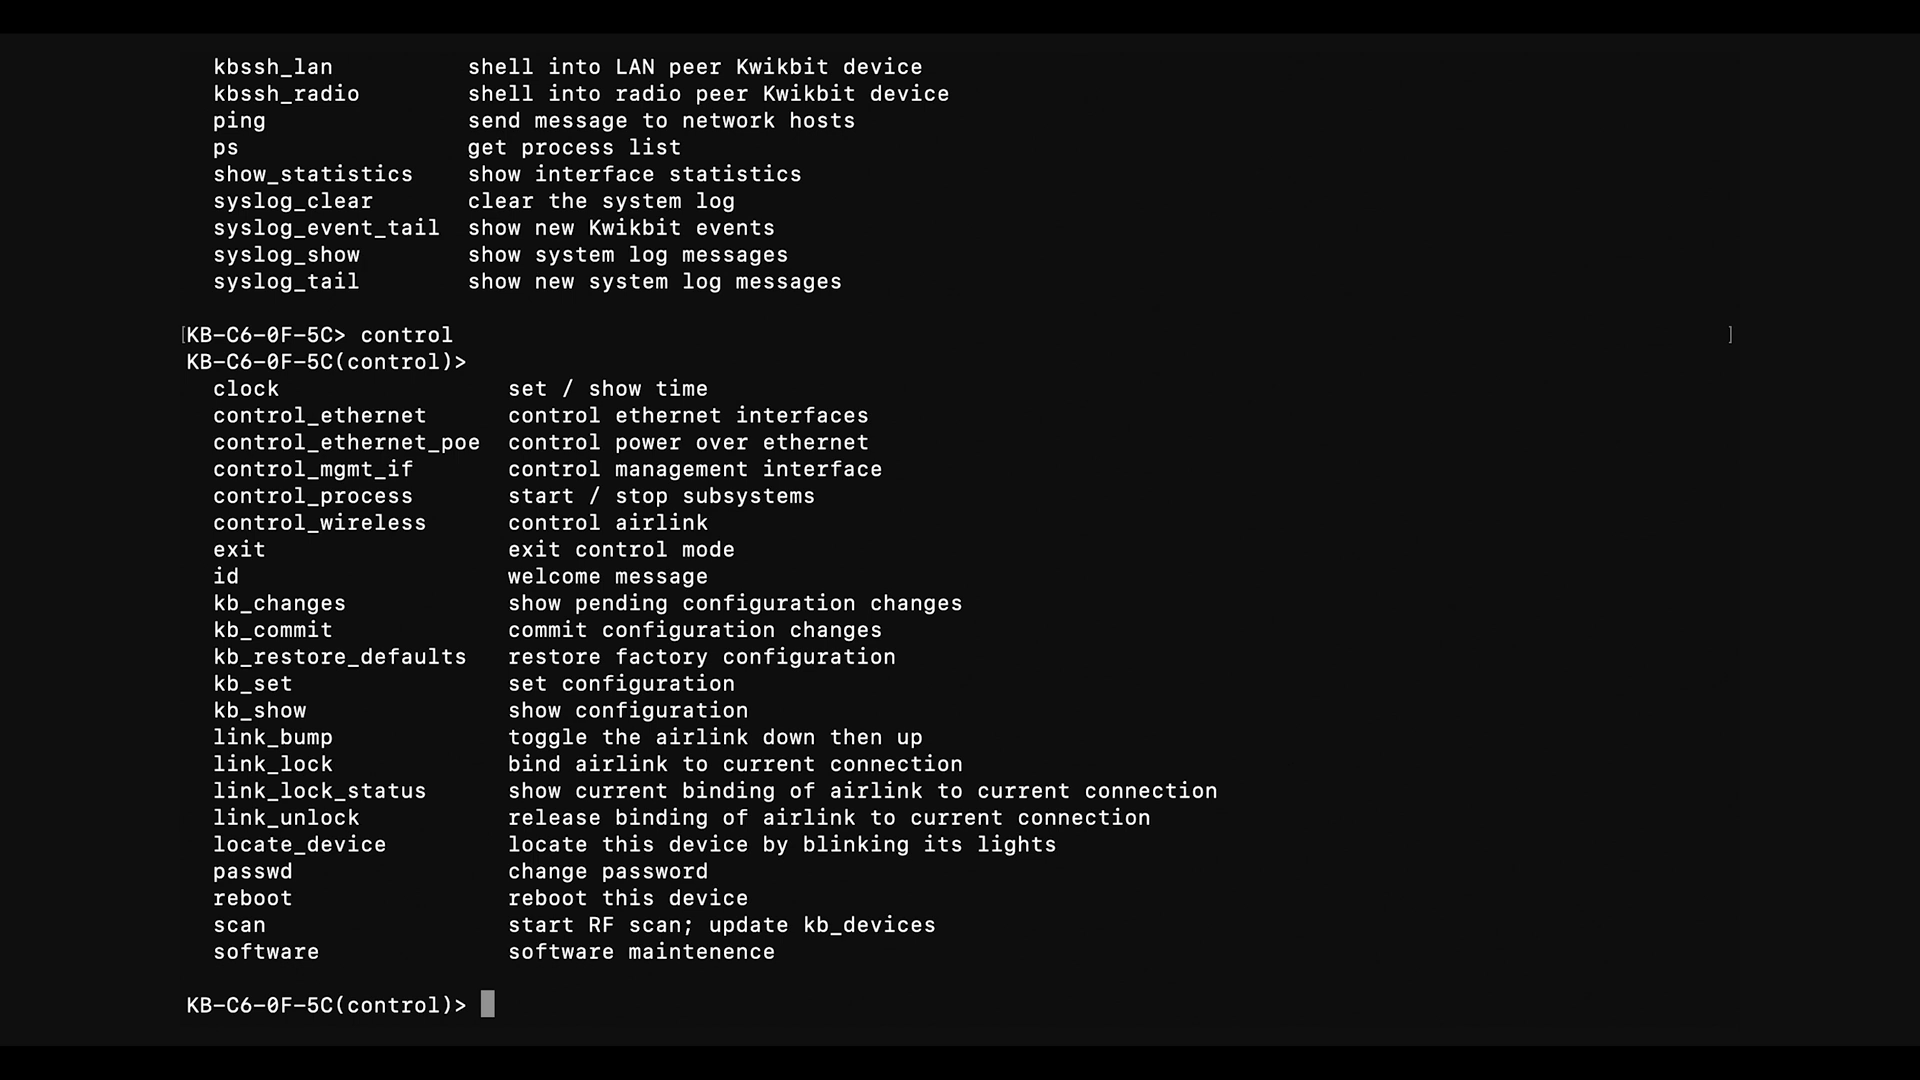 kbssh_lan shell into LAN peer Kwikbit device
kbssh_radio shell into radio peer Kwikbit device
ping send message to network hosts
ps get process list
show_statistics show interface statistics
syslog_clear clear the system log
syslog_event_tail show new Kwikbit events
syslog_show show system log messages
syslog_tail show new system log messages
[KB-C6-0F-5C> control ]
KB-C6-0F-5C(control)>
clock set / show time
control_ethernet control ethernet interfaces
control_ethernet_poe control power over ethernet
control_mgmt_if control management interface
control_process start / stop subsystems
control_wireless control airlink
exit exit control mode
id welcome message
kb_changes show pending configuration changes
kb_commit commit configuration changes
kb_restore_defaults restore factory configuration
kb_set set configuration
kb_show show configuration
link_bump toggle the airlink down then up
link_lock bind airlink to current connection
link_lock_status show current binding of airlink to current connection
link_unlock release binding of airlink to current connection
locate_device locate this device by blinking its lights
passwd change password
reboot reboot this device
scan start RF scan; update kb_devices
software software maintenence
KB-C6-0F-5C(control)>